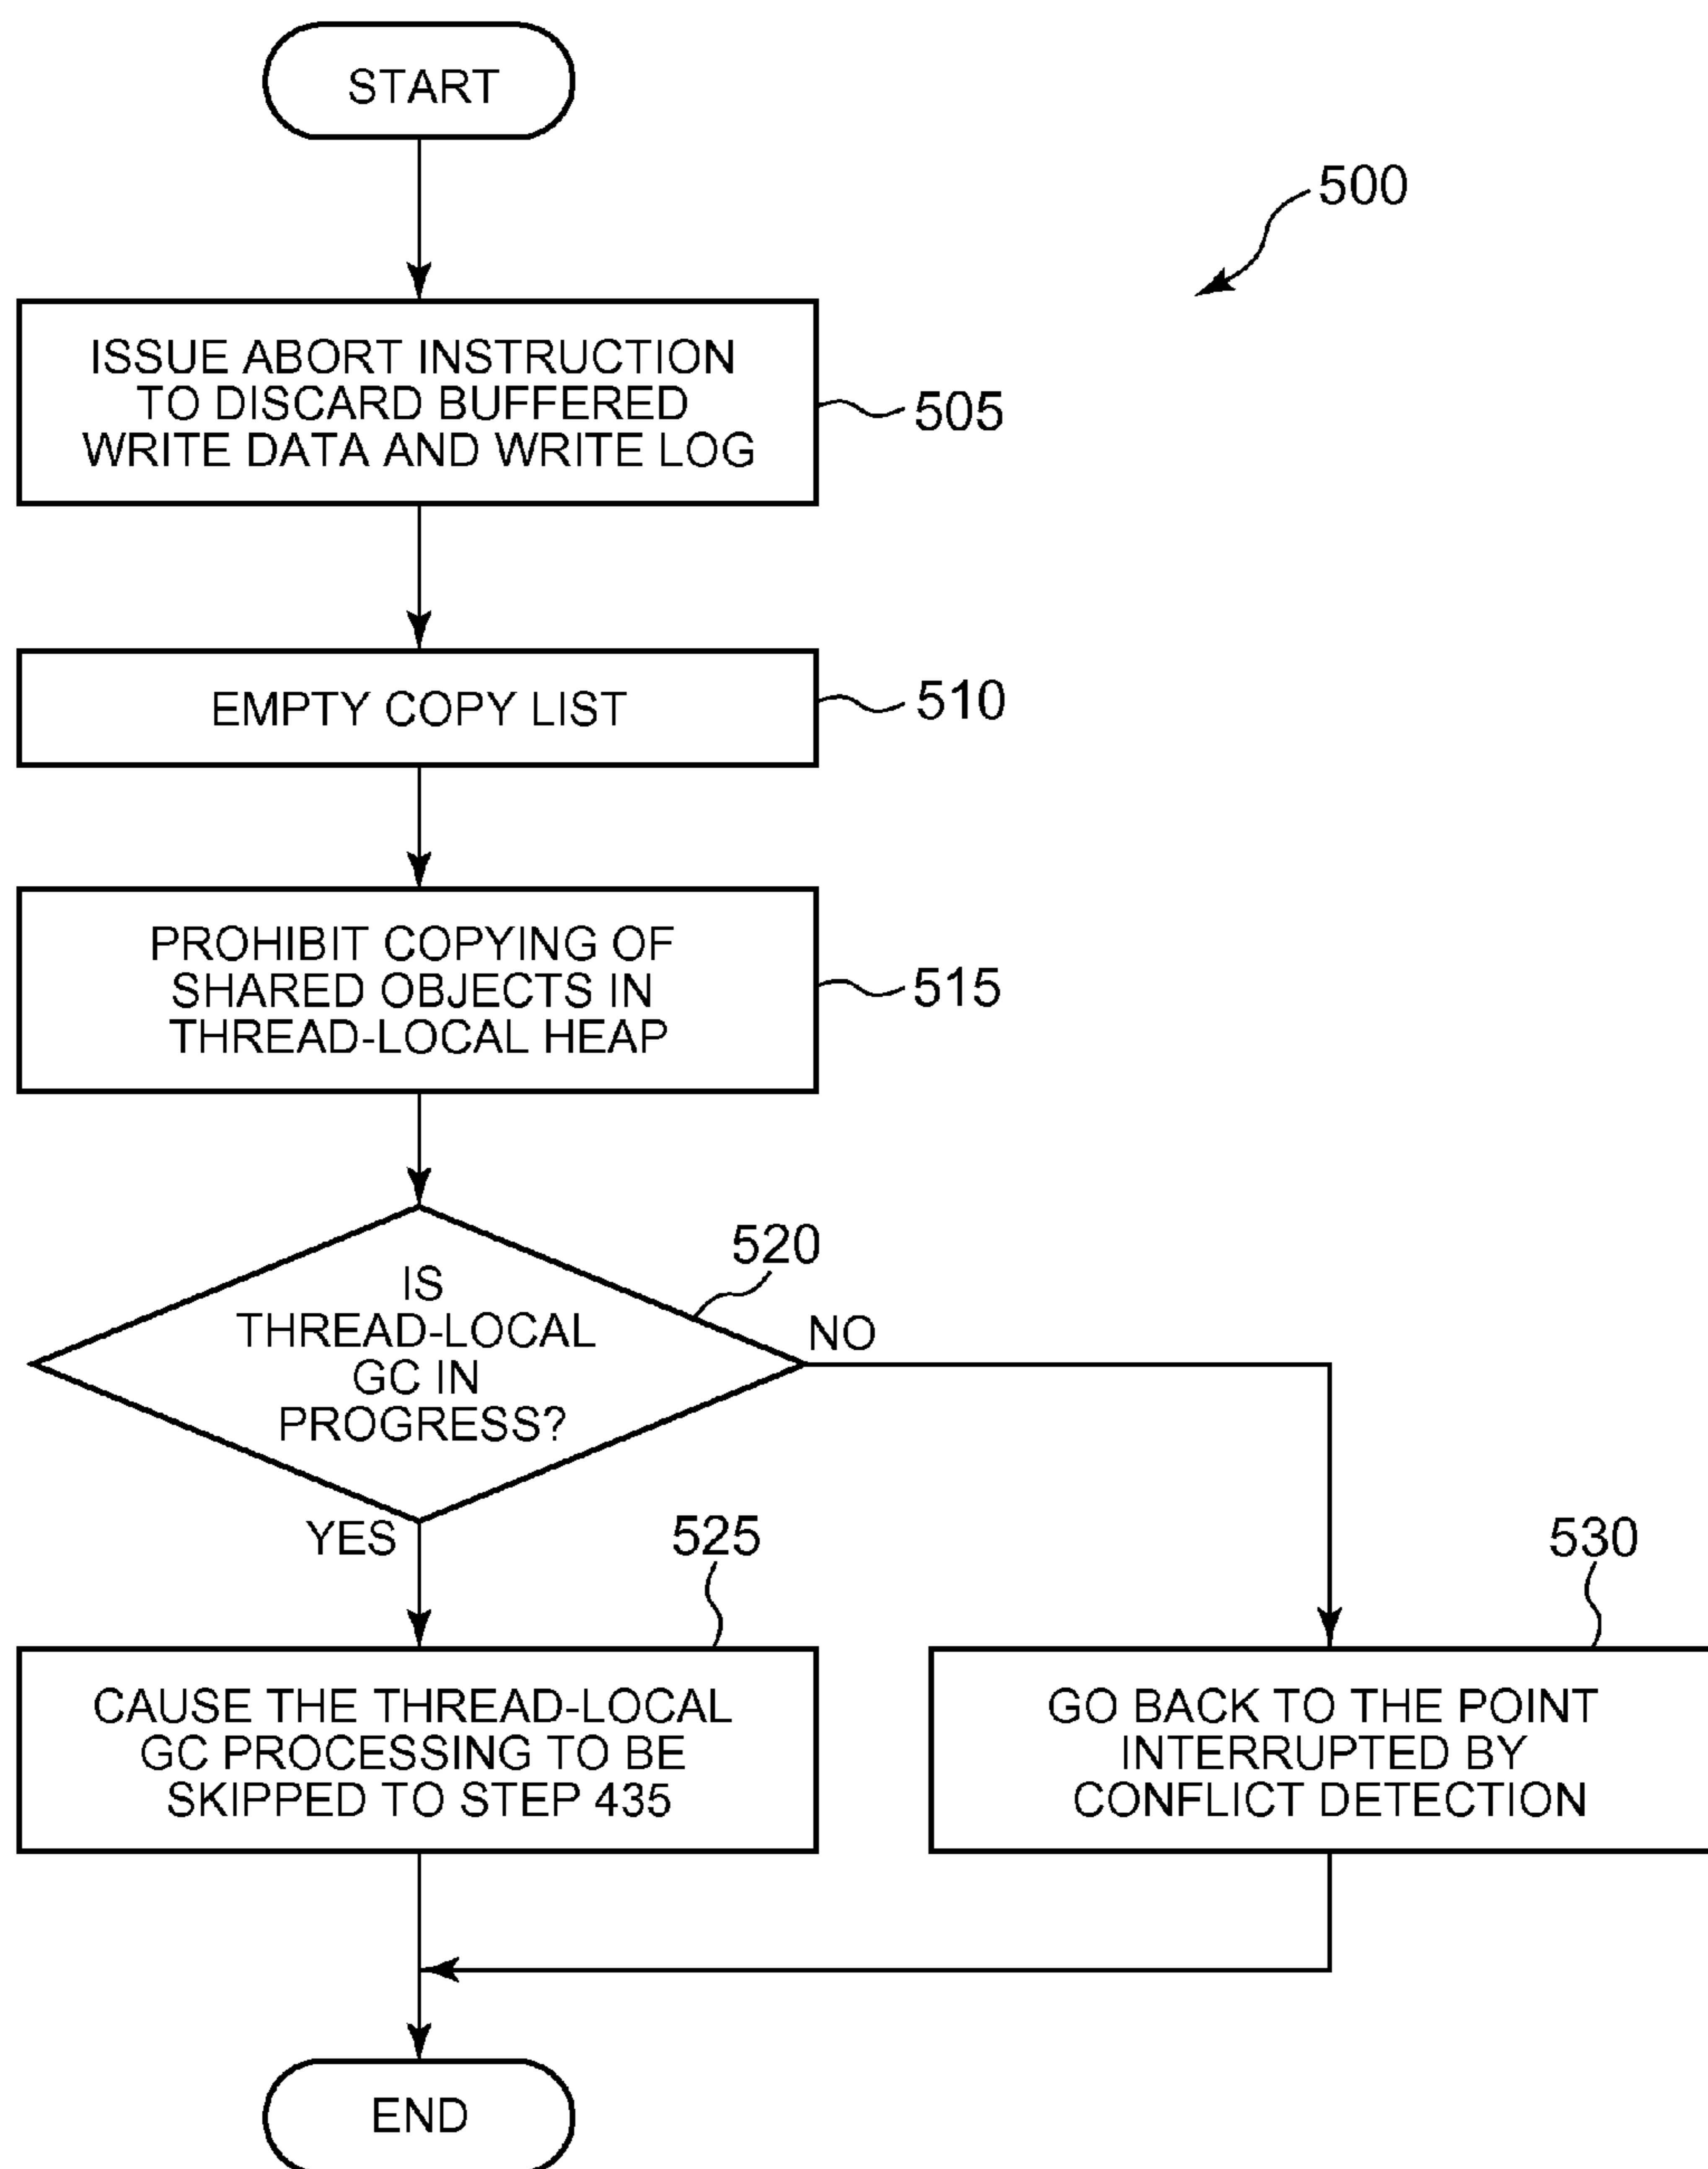 START
500
ISSUE ABORT INSTRUCTION
TO DISCARD BUFFERED
WRITE DATA AND WRITE LOG
505
EMPTY COPY LIST
510
PROHIBIT COPYING OF
SHARED OBJECTS IN
THREAD-LOCAL HEAP
515
520
IS
THREAD-LOCAL
GC IN
PROGRESS?
NO
YES
525
530
CAUSE THE THREAD-LOCAL
GC PROCESSING TO BE
SKIPPED TO STEP 435
GO BACK TO THE POINT
INTERRUPTED BY
CONFLICT DETECTION
END